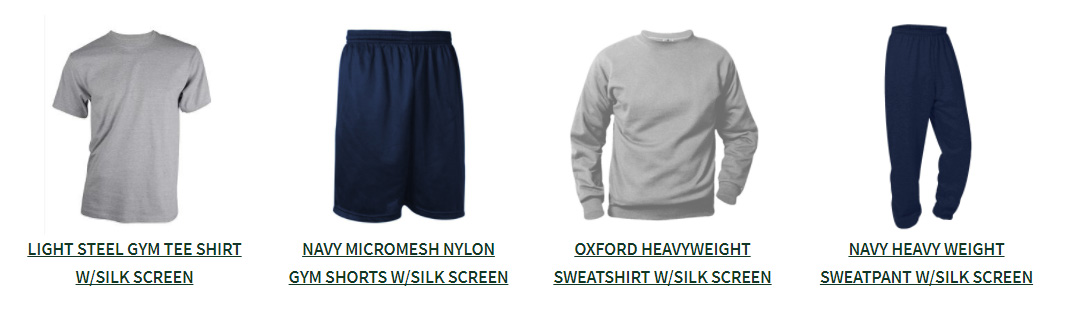 LIGHT STEEL GYM TEE SHIRT
W/SILK SCREEN
NAVY MICROMESH NYLON
GYM SHORTS W/SILK SCREEN
OXFORD HEAVYWEIGHT
SWEATSHIRT W/SILK SCREEN
NAVY HEAVY WEIGHT
SWEATPANT W/SILK SCREEN